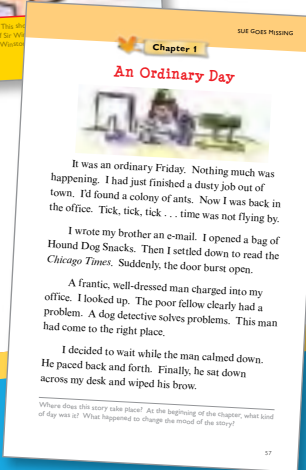 This sho
Sir Wi
Winsto
SUE GOES MISSING
Chapter 1
An Ordinary Day
It was an ordinary Friday. Nothing much was
happening. I had just finished a dusty job out of
town. I'd found a colony of ants. Now I was back in
the office. Tick, tick, tick . . . time was not flying by.
I wrote my brother an e-mail. I opened a bag of
Hound Dog Snacks. Then I settled down to read the
Chicago Times. Suddenly, the door burst open.
A frantic, well-dressed man charged into my
office. I looked up. The poor fellow clearly had a
problem. A dog detective solves problems. This man
had come to the right place.
I decided to wait while the man calmed down.
He paced back and forth. Finally, he sat down
across my desk and wiped his brow.
Where does this story take place? At the beginning of the chapter, what kind
of day was it? What happened to change the mood of the story?
57